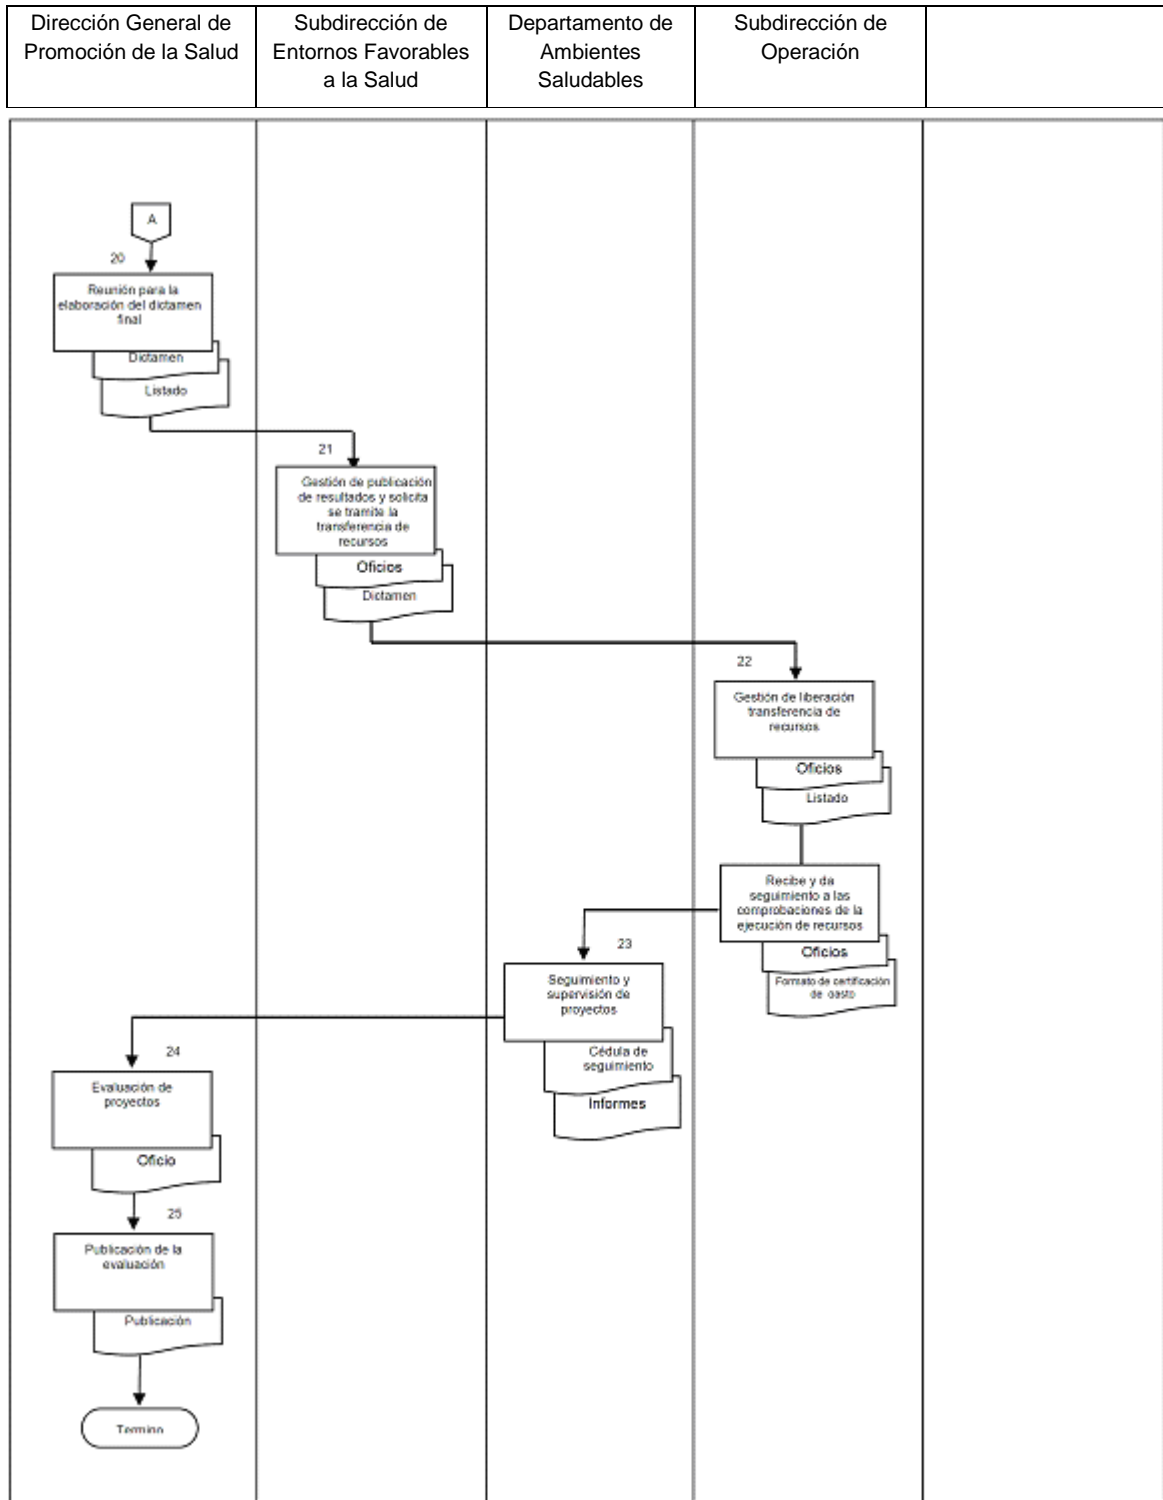 Dirección General de
Promoción de la Salud
Subdirección de
Entornos Favorables
a la Salud
Departamento de
Ambientes
Saludables
Subdirección de
Operación
A
20
Reunión para la
elaboración del dictamen
final
Dictamen
Listado
21
Gestión de publicación
de resultados y solicita
se tramite la
transferencia de
recursos
Oficios
Dictamen
22
Gestión de liberación
transferencia de
recursos
Oficios
Listado
Recibe y da
seguimiento a las
comprobaciones de la
ejecución de recursos
Oficios
Formato de certificación
de gasto
23
Seguimiento y
supervisión de
proyectos
Cédula de
seguimiento
Informes
24
Evaluación de
proyectos
Oficio
25
Publicación de la
evaluación
Publicación
Termino